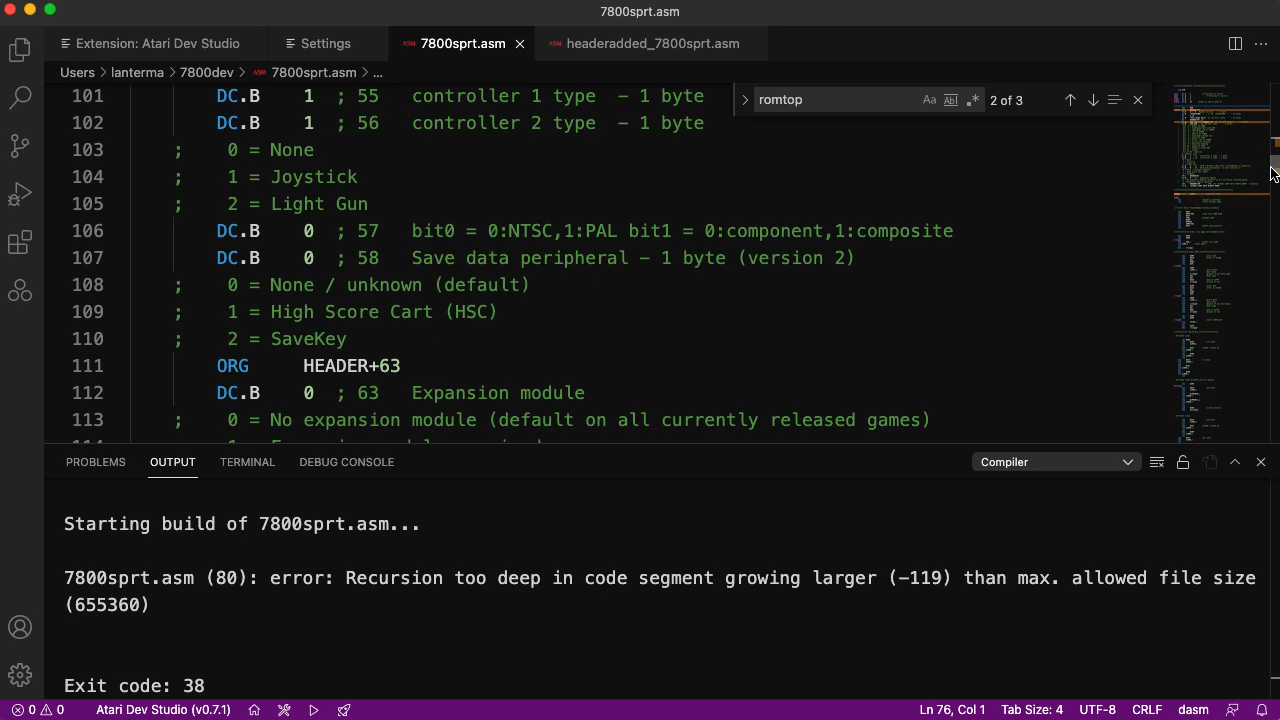 7800sprt.asm
Extension: Atari Dev Studio
Settings
ASM 7800sprt.asm
ASM headeradded_7800sprt.asm
Users > lanterma > 7800dev > ASM 7800sprt.asm > ...
romtop
Aa
ab
.*
2 of 3
101 DC.B 1 ; 55 controller 1 type - 1 byte
102 DC.B 1 ; 56 controller 2 type - 1 byte
103 ; 0 = None
104 ; 1 = Joystick
105 ; 2 = Light Gun
106 DC.B 0 ; 57 bit0 = 0:NTSC,1:PAL bit1 = 0:component,1:composite
107 DC.B 0 ; 58 Save data peripheral - 1 byte (version 2)
108 ; 0 = None / unknown (default)
109 ; 1 = High Score Cart (HSC)
110 ; 2 = SaveKey
111 ORG HEADER+63
112 DC.B 0 ; 63 Expansion module
113 ; 0 = No expansion module (default on all currently released games)
PROBLEMS OUTPUT TERMINAL DEBUG CONSOLE
Compiler
Starting build of 7800sprt.asm...
7800sprt.asm (80): error: Recursion too deep in code segment growing larger (-119) than max. allowed file size
(655360)
Exit code: 38
0 0 Atari Dev Studio (v0.7.1)
Ln 76, Col 1 Tab Size: 4 UTF-8 CRLF dasm